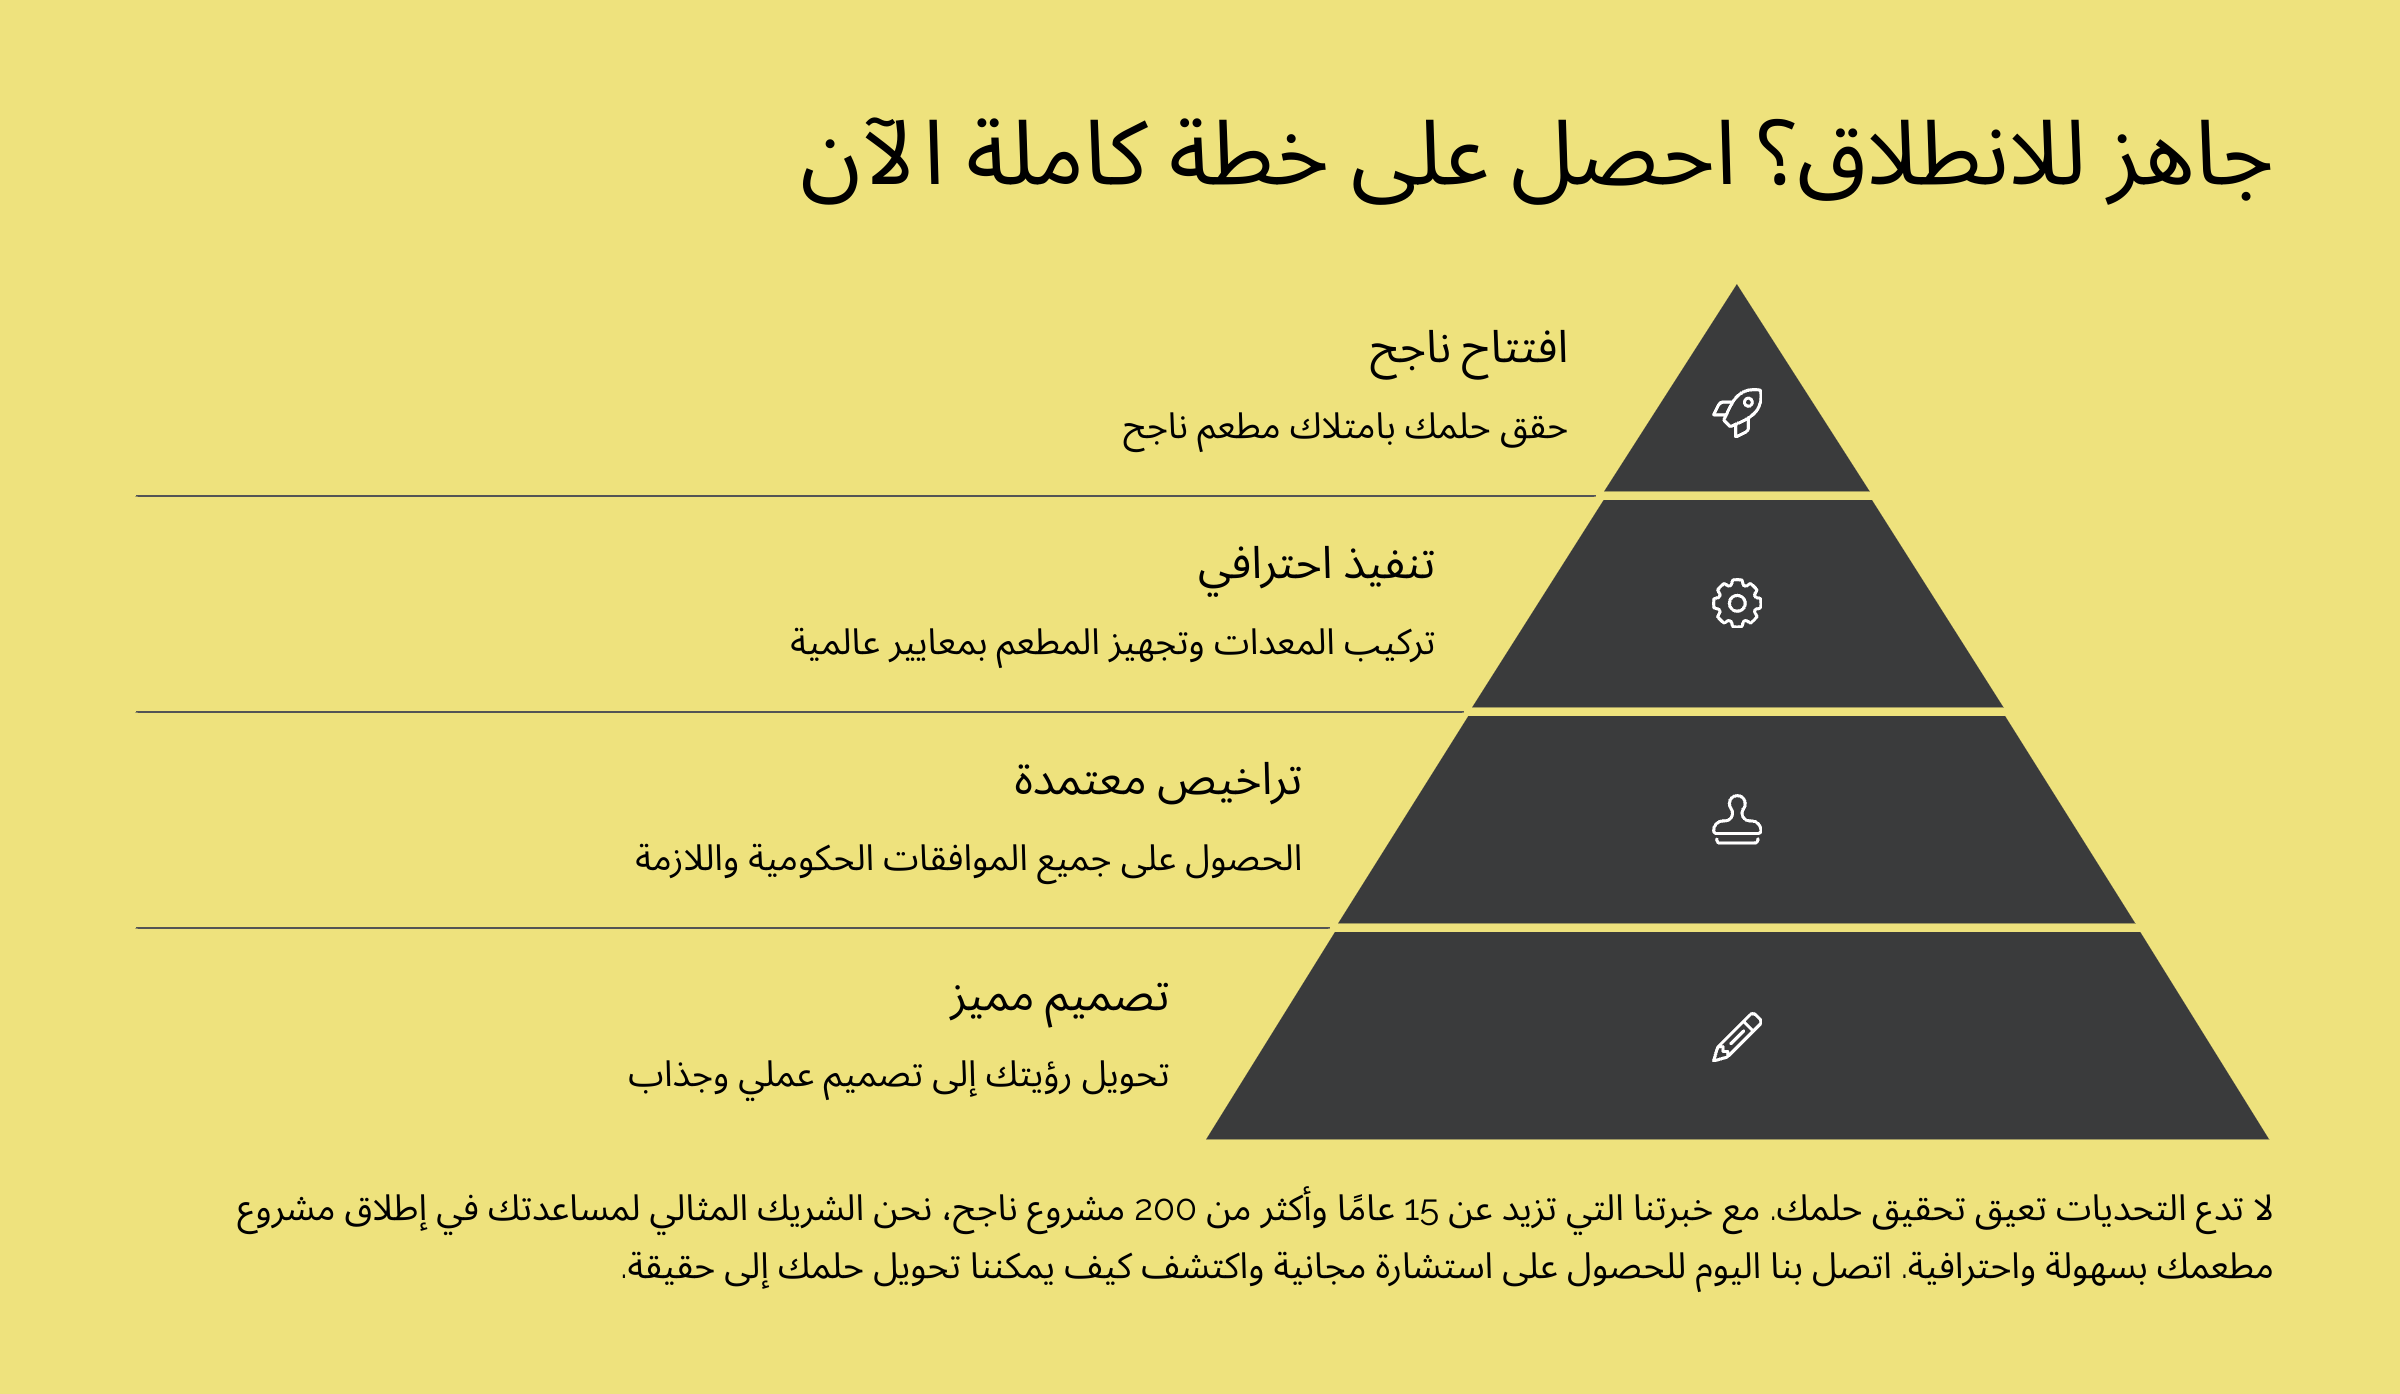 جاهز للانطلاق؟ احصل على خطة كاملة الآن
افتتاح ناجح
حقق حلمك بامتلاك مطعم ناجح
تنفيذ احترافي
تركيب المعدات وتجهيز المطعم بمعايير عالمية
تراخيص معتمدة
الحصول على جميع الموافقات الحكومية واللازمة
تصميم مميز
تحويل رؤيتك إلى تصميم عملي وجذاب
لا تدع التحديات تعيق تحقيق حلمك. مع خبرتنا التي تزيد عن 15 عامًا وأكثر من 200 مشروع ناجح، نحن الشريك المثالي لمساعدتك في إطلاق مشروع
مطعمك بسهولة واحترافية. اتصل بنا اليوم للحصول على استشارة مجانية واكتشف كيف يمكننا تحويل حلمك إلى حقيقة.